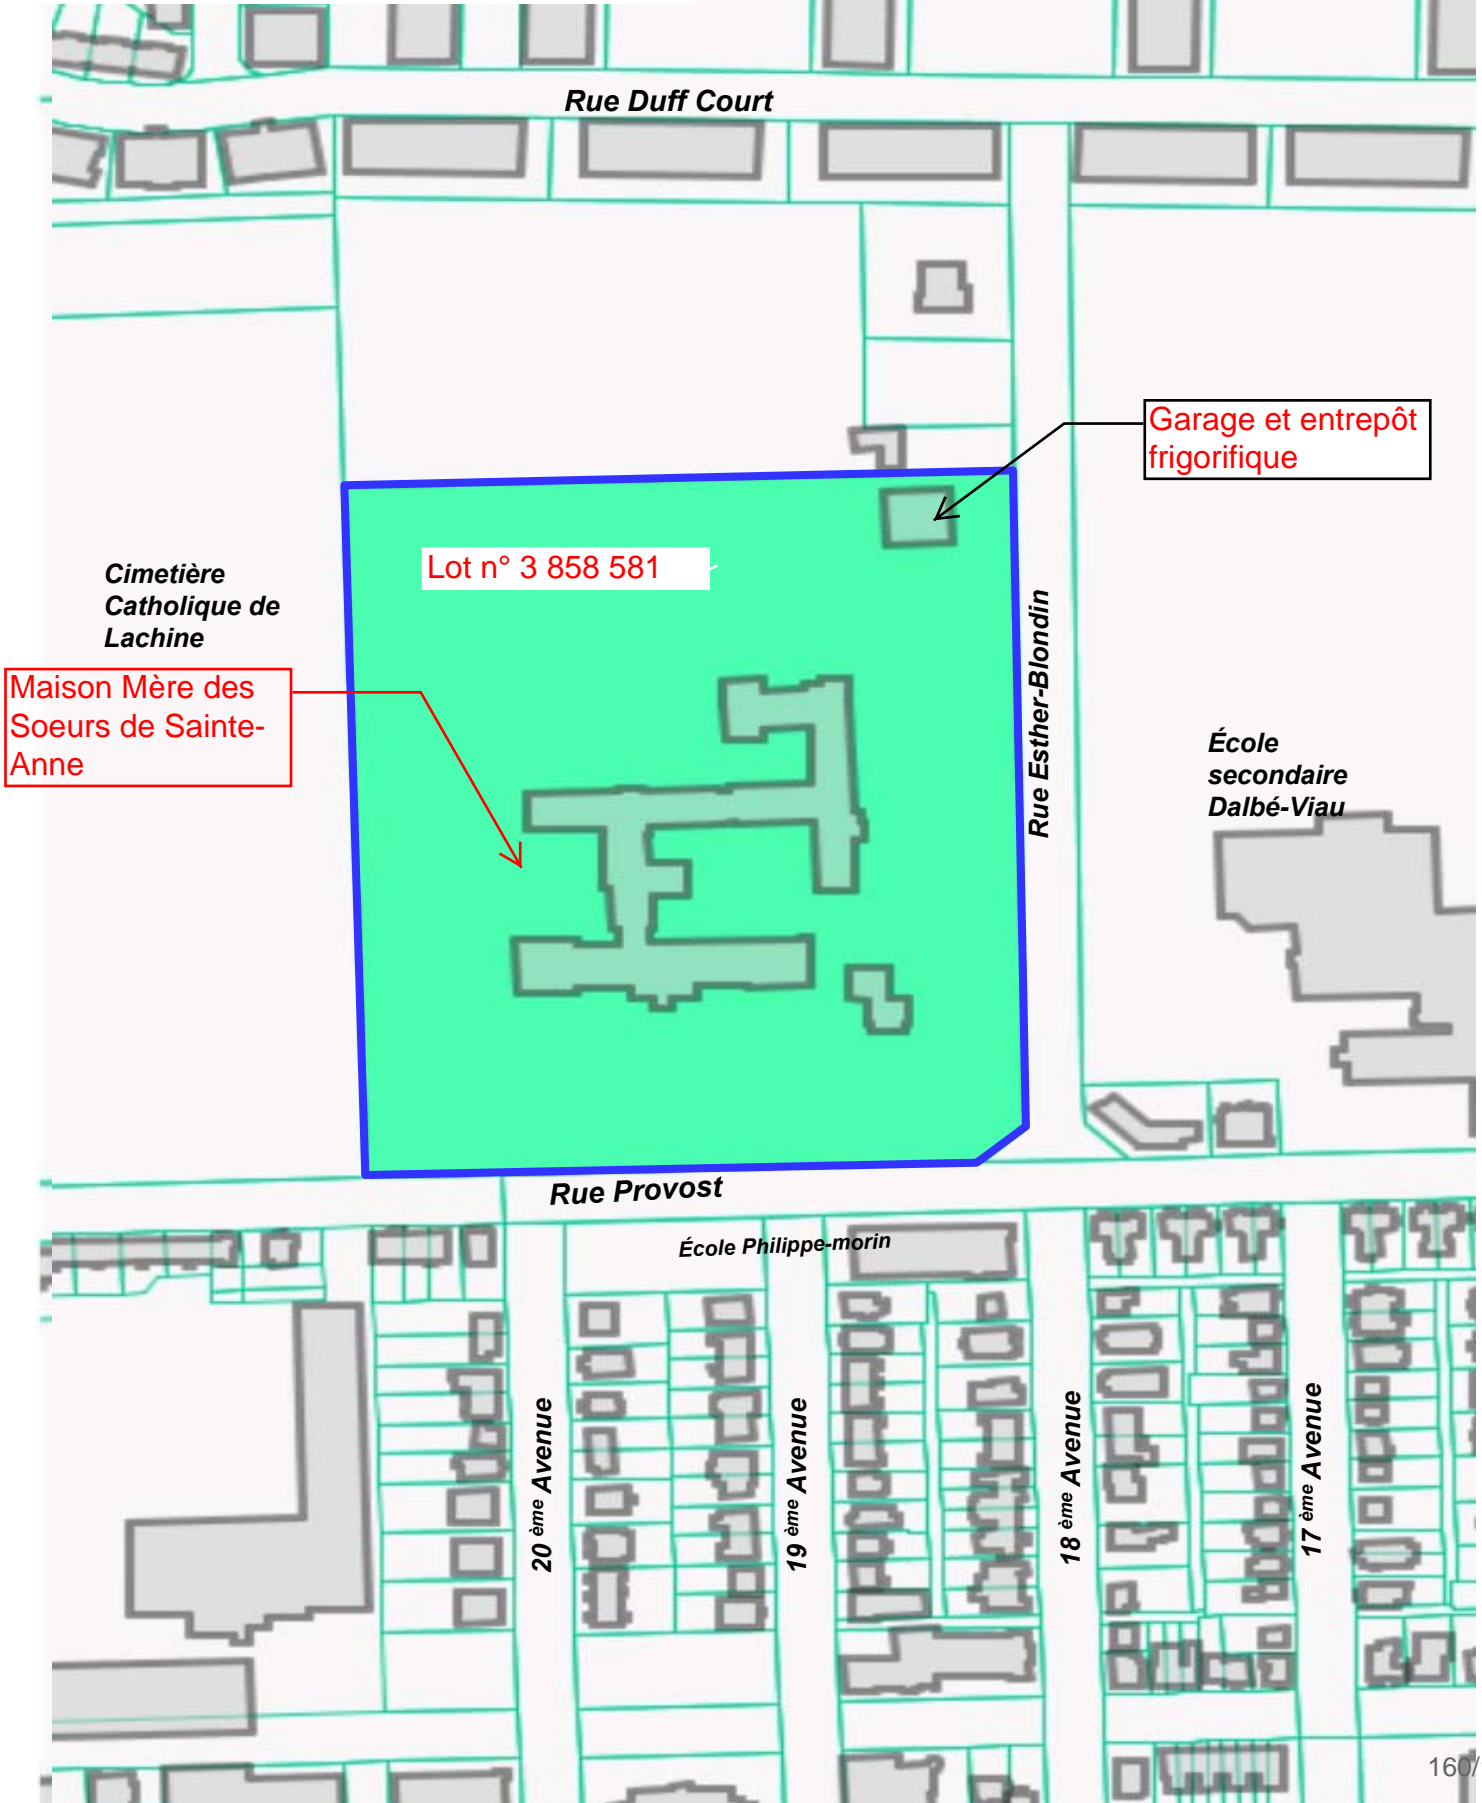 Rue Duff Court
Garage et entrepôt
frigorifique
Lot n° 3 858 581
Cimetière
Catholique de
Lachine
Rue Esther-Blondin
Maison Mère des
Soeurs de Sainte-
Anne
École
secondaire
Dalbé-Viau
Rue Provost
École Philippe-morin
20 ème Avenue
19 ème Avenue
18 ème Avenue
17 ème Avenue
160/